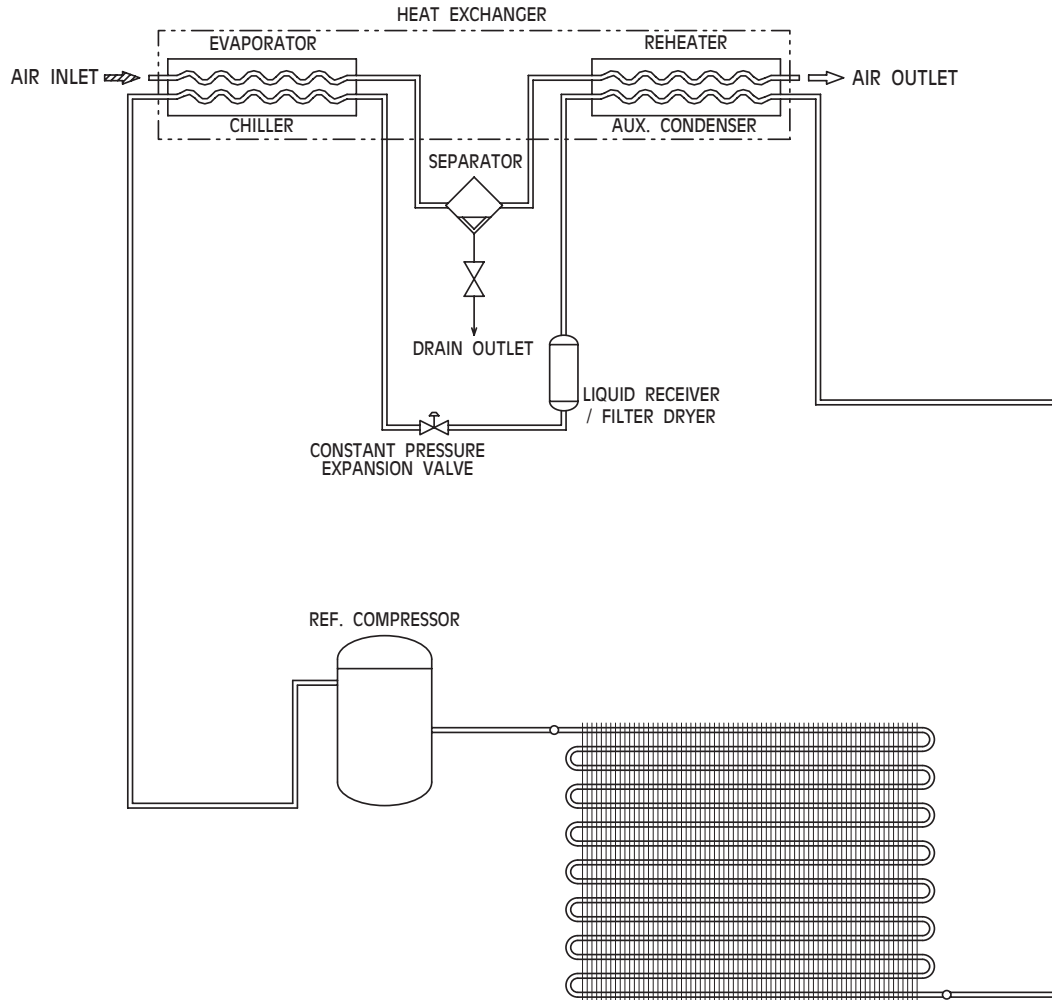 HEAT EXCHANGER
EVAPORATOR
REHEATER
AIR INLET
AIR OUTLET
CHILLER
AUX. CONDENSER
SEPARATOR
DRAIN OUTLET
LIQUID RECEIVER
/ FILTER DRYER
CONSTANT PRESSURE
EXPANSION VALVE
REF. COMPRESSOR